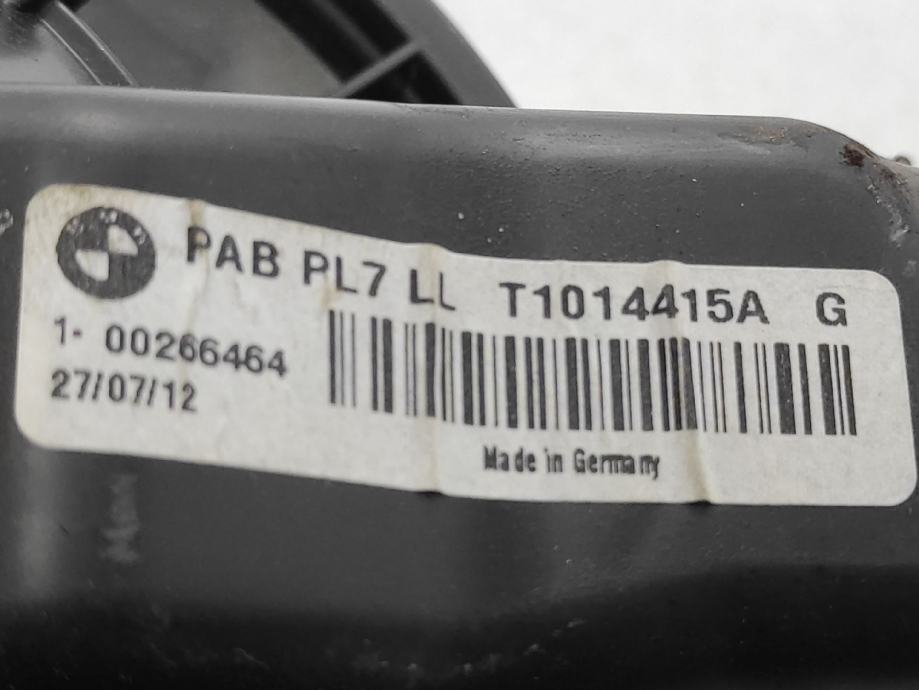 PAB PL7 LL T1014415A G
1- 00266464
27/07/12
Made in Germany